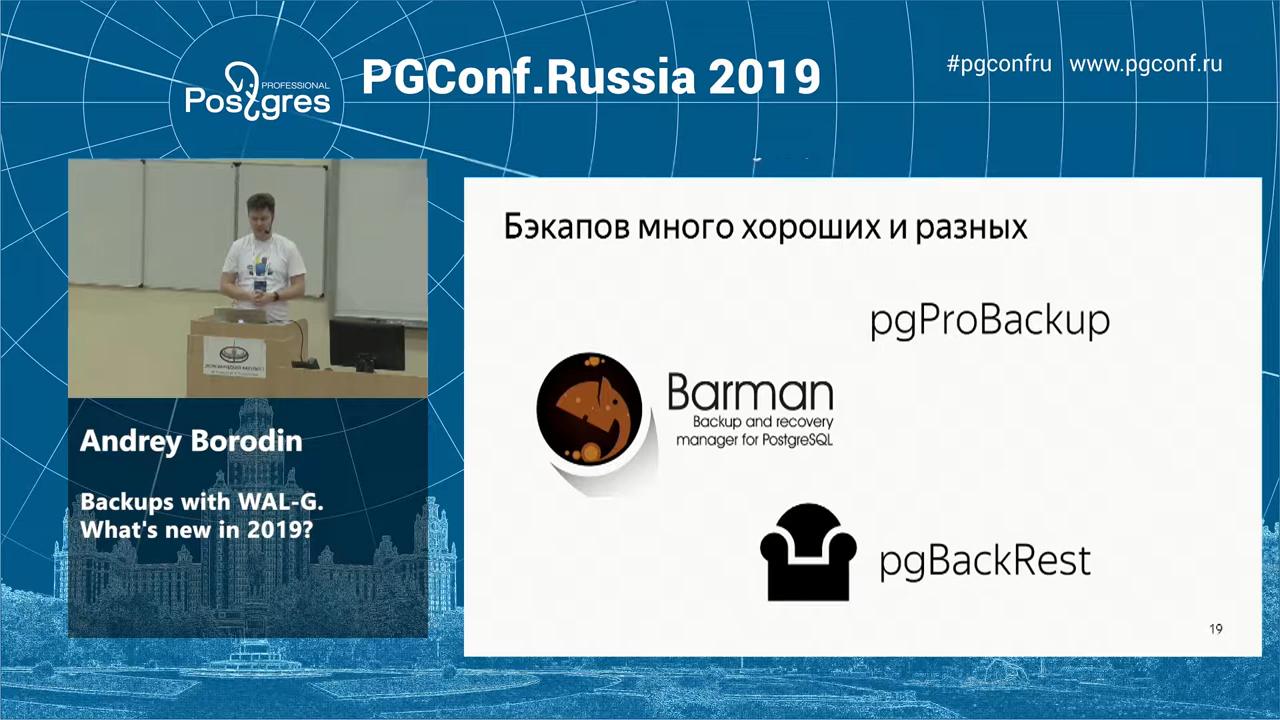 PROFESSIONAL
Postgres
PGConf.Russia 2019
#pgconfru www.pgconf.ru
Andrey Borodin
Backups with WAL-G.
What's new in 2019?
Бэкапов много хороших и разных
pgProBackup
Barman
Backup and recovery
manager for PostgreSQL
pgBackRest
19